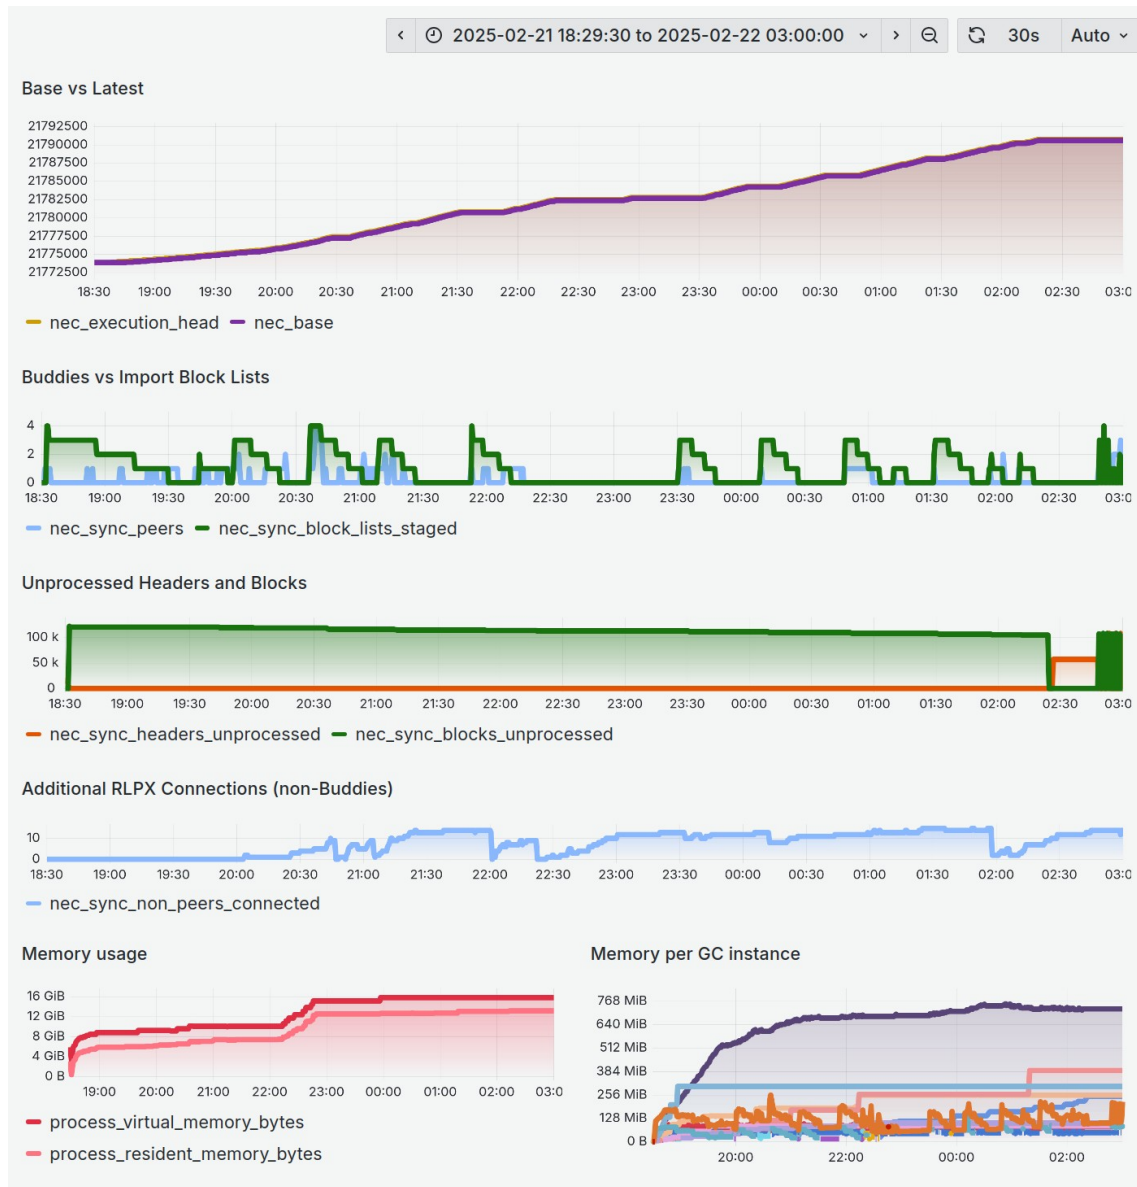 2025-02-21 18:29:30 to 2025-02-22 03:00:00 30s Auto
Base vs Latest
21792500
21790000
21787500
21785000
21782500
21780000
21777500
21775000
21772500
18:30 19:00 19:30 20:00 20:30 21:00 21:30 22:00 22:30 23:00 23:30 00:00 00:30 01:00 01:30 02:00 02:30 03:0
nec_execution_head nec_base
Buddies vs Import Block Lists
4
2
0
18:30 19:00 19:30 20:00 20:30 21:00 21:30 22:00 22:30 23:00 23:30 00:00 00:30 01:00 01:30 02:00 02:30 03:0
nec_sync_peers nec_sync_block_lists_staged
Unprocessed Headers and Blocks
100 k
50 k
0
18:30 19:00 19:30 20:00 20:30 21:00 21:30 22:00 22:30 23:00 23:30 00:00 00:30 01:00 01:30 02:00 02:30 03:0
nec_sync_headers_unprocessed nec_sync_blocks_unprocessed
Additional RLPX Connections (non-Buddies)
10
0
18:30 19:00 19:30 20:00 20:30 21:00 21:30 22:00 22:30 23:00 23:30 00:00 00:30 01:00 01:30 02:00 02:30 03:0
nec_sync_non_peers_connected
Memory usage
16 GiB
12 GiB
8 GiB
4 GiB
0 B
19:00 20:00 21:00 22:00 23:00 00:00 01:00 02:00 03:0
process_virtual_memory_bytes
process_resident_memory_bytes
Memory per GC instance
768 MiB
640 MiB
512 MiB
384 MiB
256 MiB
128 MiB
0 B
20:00 22:00 00:00 02:00